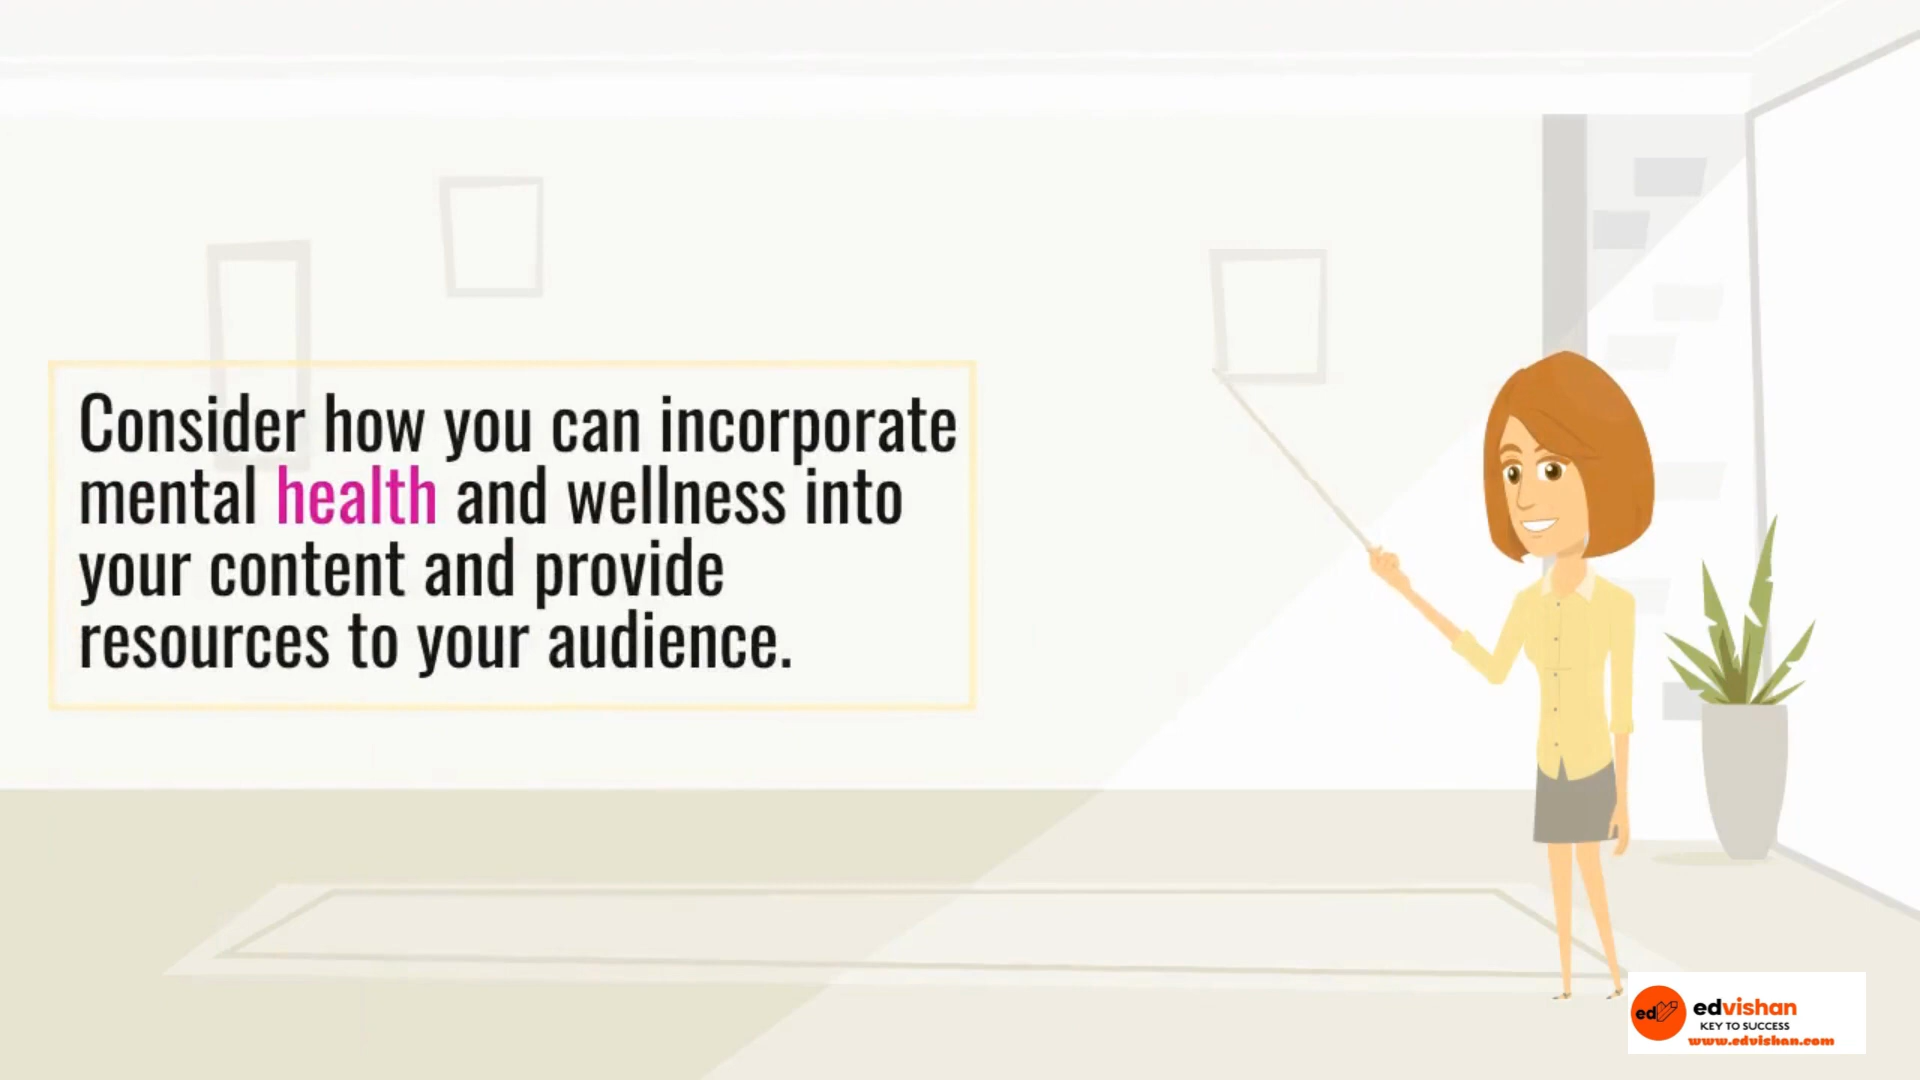 Consider how you can incorporate
mental health and wellness into
your content and provide
resources to your audience.
ed
edvishan
KEY TO SUCCESS
www.edvishan.com